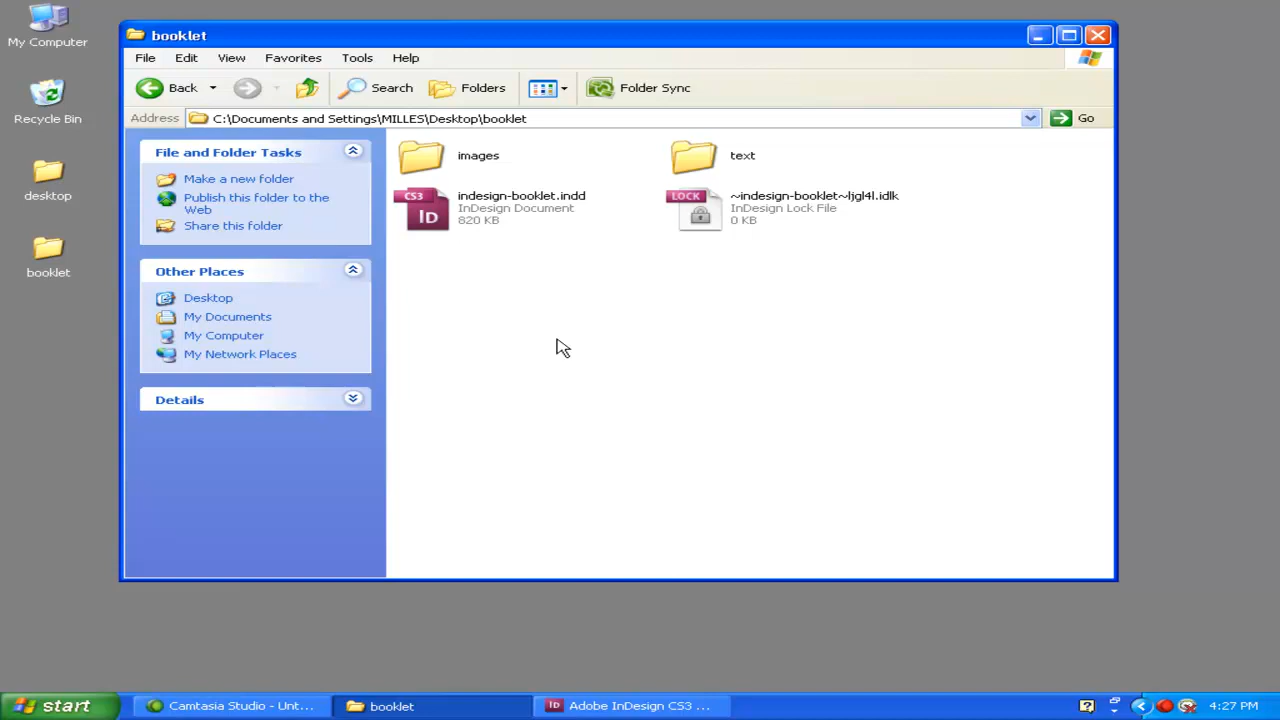 My Computer
Recycle Bin
desktop
booklet
booklet
File Edit View Favorites Tools Help
Back Search Folders Folder Sync
Address C:\Documents and Settings\MILLES\Desktop\booklet Go
File and Folder Tasks
Make a new folder
Publish this folder to the
Web
Share this folder
Other Places
Desktop
My Documents
My Computer
My Network Places
Details
images
text
CS3
Id
indesign-booklet.indd
InDesign Document
820 KB
LOCK
~indesign-booklet~ljgl4l.idlk
InDesign Lock File
0 KB
start
Camtasia Studio - Unt...
booklet
ID
Adobe InDesign CS3 ...
4:27 PM